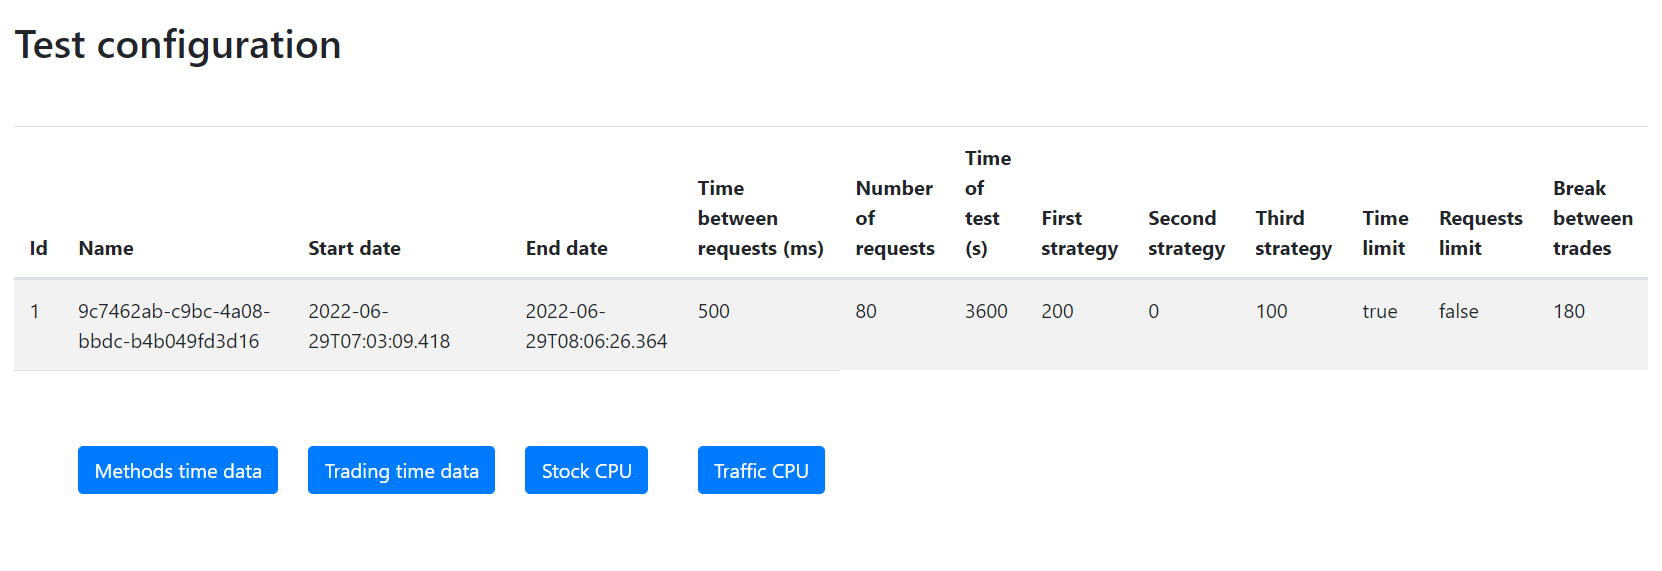 Test configuration
Time
Time of
Time Number of Break
between of test First Second Third Time Requests between
Id Name Start date End date requests (ms) requests (s) strategy strategy strategy limit limit trades
1 9c7462ab-c9bc-4a08- 2022-06- 2022-06- 500 80 3600 200 0 100 true false 180
bbdc-b4b049fd3d16 29T07:03:09.418 29T08:06:26.364
Methods time data Trading time data Stock CPU Traffic CPU